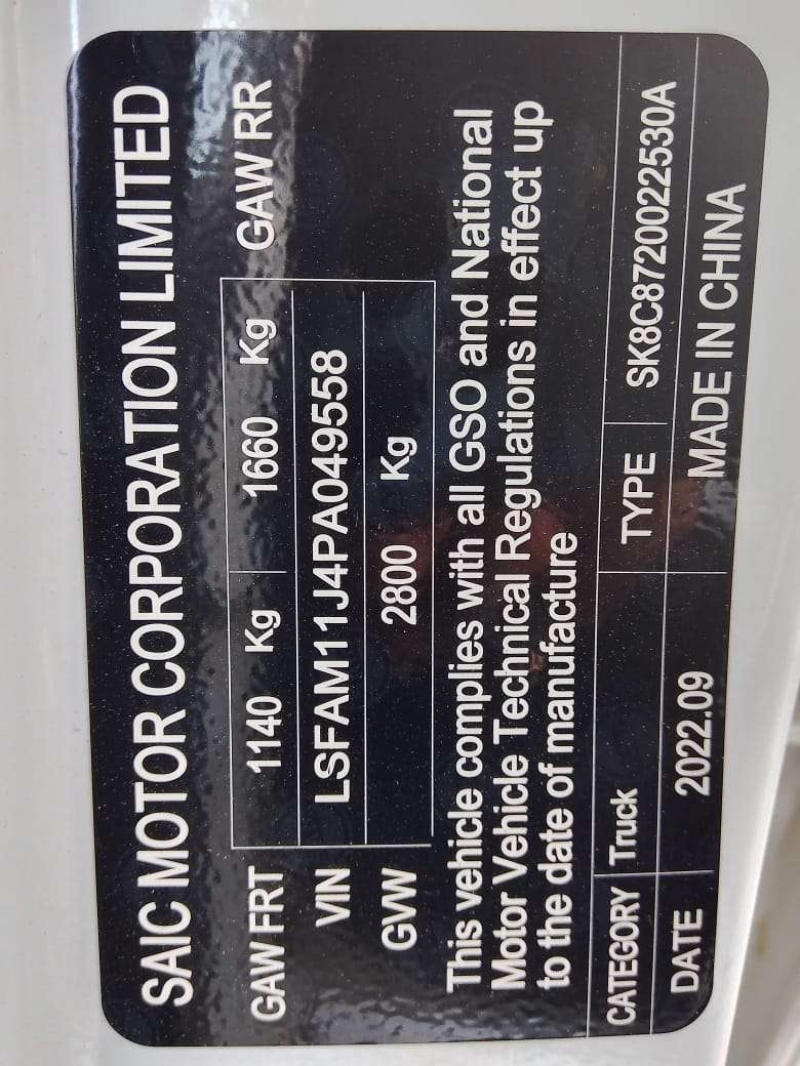 SAIC MOTOR CORPORATION LIMITED
GAW FRT 1140 Kg 1660 Kg GAW RR
VIN LSFAM11J4PA049558
GVW 2800 Kg
This vehicle complies with all GSO and National
Motor Vehicle Technical Regulations in effect up
to the date of manufacture
CATEGORY Truck TYPE SK8C8720022530A
DATE 2022.09 MADE IN CHINA